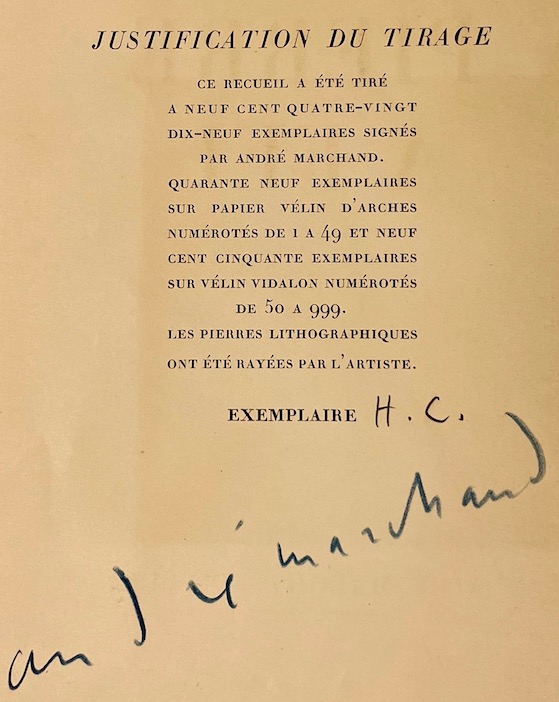 JUSTIFICATION DU TIRAGE
CE RECUEIL A ÉTÉ TIRÉ
A NEUF CENT QUATRE-VINGT
DIX-NEUF EXEMPLAIRES SIGNÉS
PAR ANDRÉ MARCHAND.
QUARANTE NEUF EXEMPLAIRES
SUR PAPIER VÉLIN D'ARCHES
NUMÉROTÉS DE 1 A 49 ET NEUF
CENT CINQUANTE EXEMPLAIRES
SUR VÉLIN VIDALON NUMÉROTÉS
DE 50 A 999.
LES PIERRES LITHOGRAPHIQUES
ONT ÉTÉ RAYÉES PAR L'ARTISTE.
EXEMPLAIRE H. C.
andré marchand